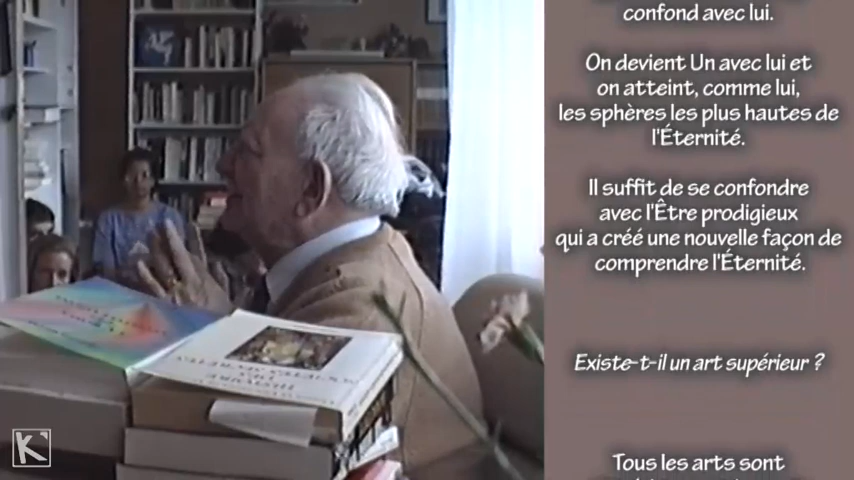 confond avec lui.
On devient Un avec lui et
on atteint, comme lui,
les sphères les plus hautes de
l'Éternité.
Il suffit de se confondre
avec l'Être prodigieux
qui a créé une nouvelle façon de
comprendre l'Éternité.
Existe-t-il un art supérieur ?
Tous les arts sont
K